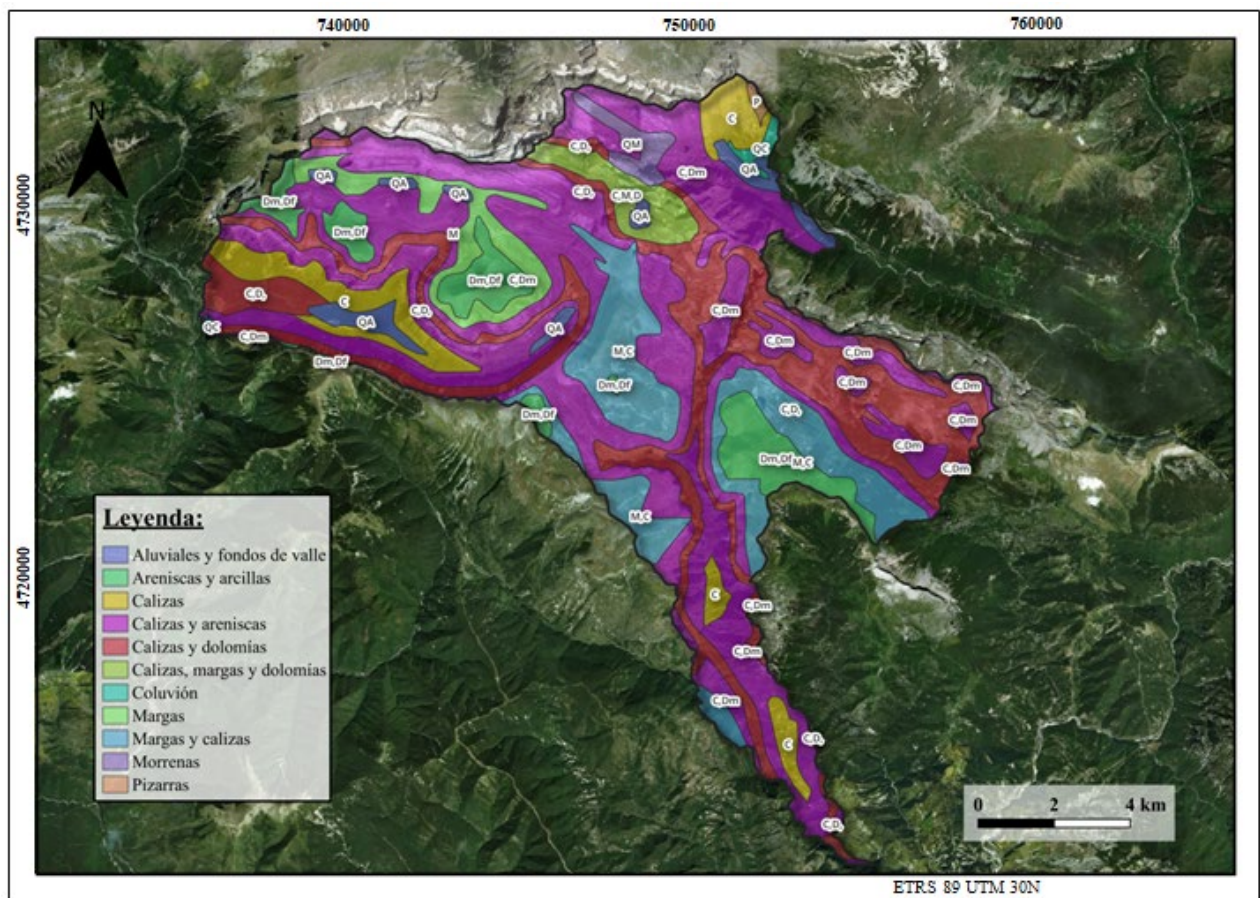 740000
750000
760000
N
4730000
4720000
P
C
QC
QA
C,D,
QM
C,Dm
QA
QA
QA
C,D,
C,M,D
QA
Dm,Df
Dm,Df
M
Dm,Df
C,Dm
C,D,
C
C,D,
QA
QA
C,Dm
QC
C,Dm
Dm,Df
M,C
C,Dm
C,Dm
C,Dm
C,Dm
Dm,Df
C,D,
C,Dm
Dm,Df
C,Dm
Dm,Df
M,C
C,Dm
M,C
C
C,Dm
C,Dm
C,Dm
C
C,D,
C,D,
Leyenda:
Aluviales y fondos de valle
Areniscas y arcillas
Calizas
Calizas y areniscas
Calizas y dolomías
Calizas, margas y dolomías
Coluvión
Margas
Margas y calizas
Morrenas
Pizarras
0 2 4 km
ETRS 89 UTM 30N